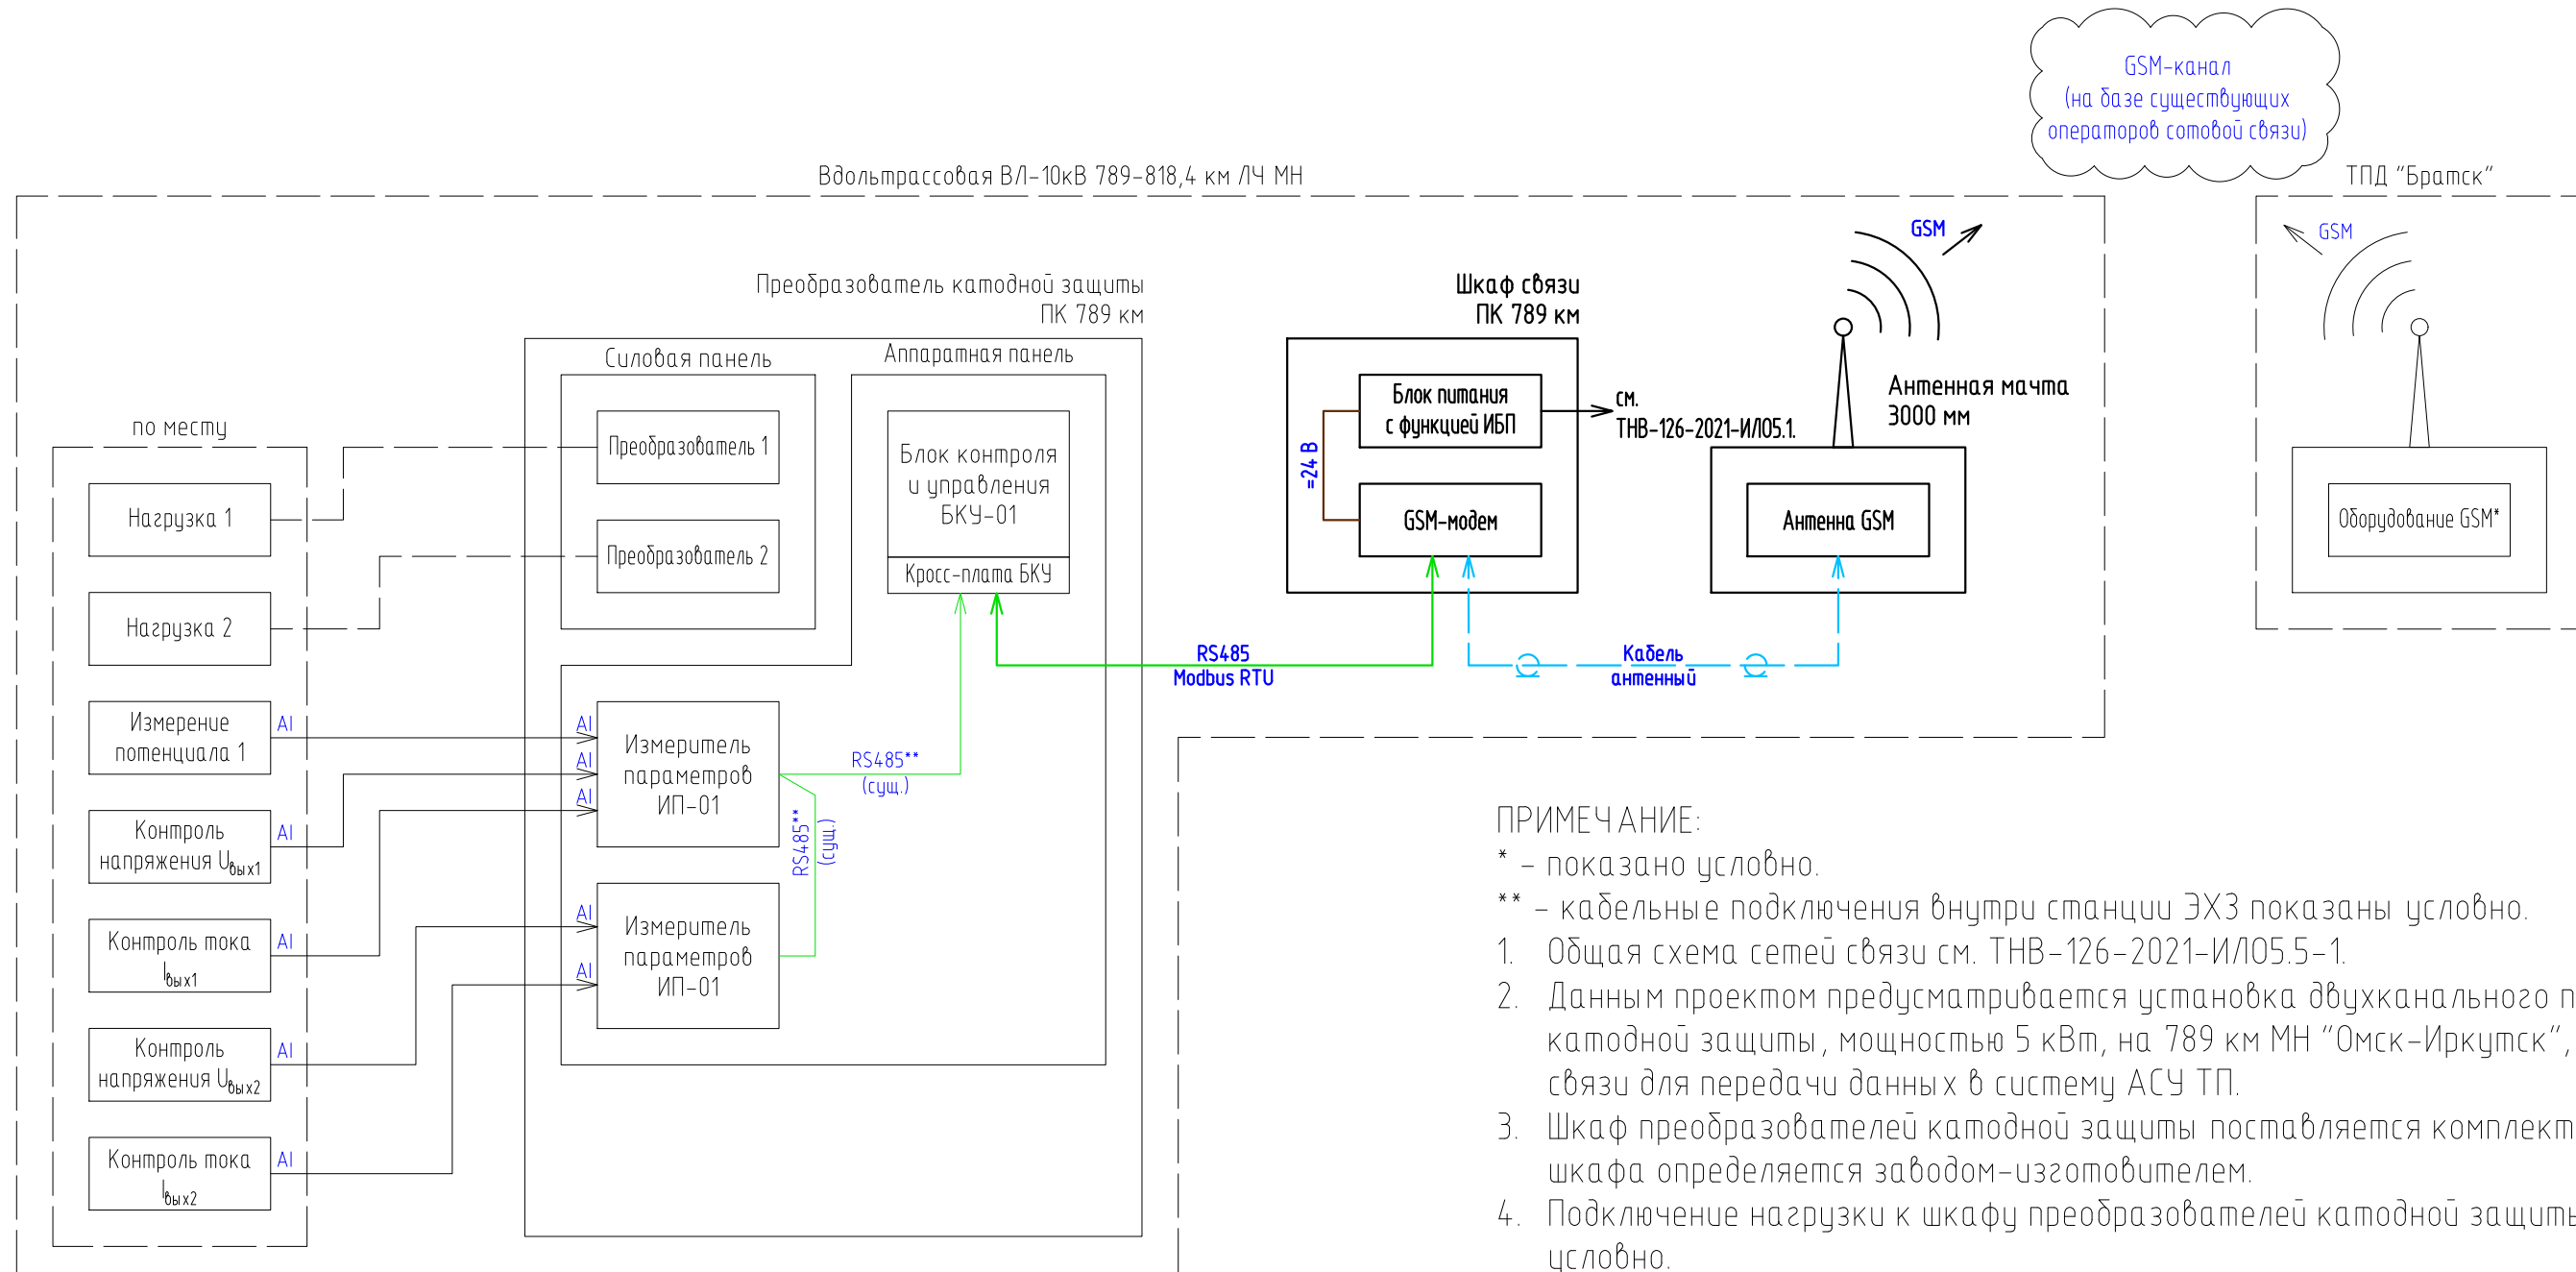 GSM-канал
(на базе существующих
операторов сотовой связи)
Вдольтрассовая ВЛ-10кВ 789-818,4 км ЛЧ МН
ТПД "Братск"
GSM
GSM
Преобразователь катодной защиты
ПК 789 км
Шкаф связи
ПК 789 км
Силовая панель
Аппаратная панель
Преобразователь 1
Преобразователь 2
Блок контроля
и управления
БКУ-01
Кросс-плата БКУ
Блок питания
с функцией ИБП
см.
ТНВ-126-2021-ИЛО5.1.
=24 В
GSM-модем
Антенная мачта
3000 мм
Антенна GSM
Оборудование GSM*
по месту
Нагрузка 1
Нагрузка 2
Измерение
потенциала 1
AI
Контроль
напряжения Uвых1
AI
Контроль тока
Iвых1
AI
Контроль
напряжения Uвых2
AI
Контроль тока
Iвых2
AI
AI
AI
AI
Измеритель
параметров
ИП-01
AI
AI
Измеритель
параметров
ИП-01
RS485**
(сущ.)
RS485**
(сущ.)
RS485
Modbus RTU
Кабель
антенный
ПРИМЕЧАНИЕ:
* - показано условно.
** - кабельные подключения внутри станции ЭХЗ показаны условно.
1. Общая схема сетей связи см. ТНВ-126-2021-ИЛО5.5-1.
2. Данным проектом предусматривается установка двухканального п
катодной защиты, мощностью 5 кВт, на 789 км МН "Омск-Иркутск",
связи для передачи данных в систему АСУ ТП.
3. Шкаф преобразователей катодной защиты поставляется комплект
шкафа определяется заводом-изготовителем.
4. Подключение нагрузки к шкафу преобразователей катодной защиты
условно.